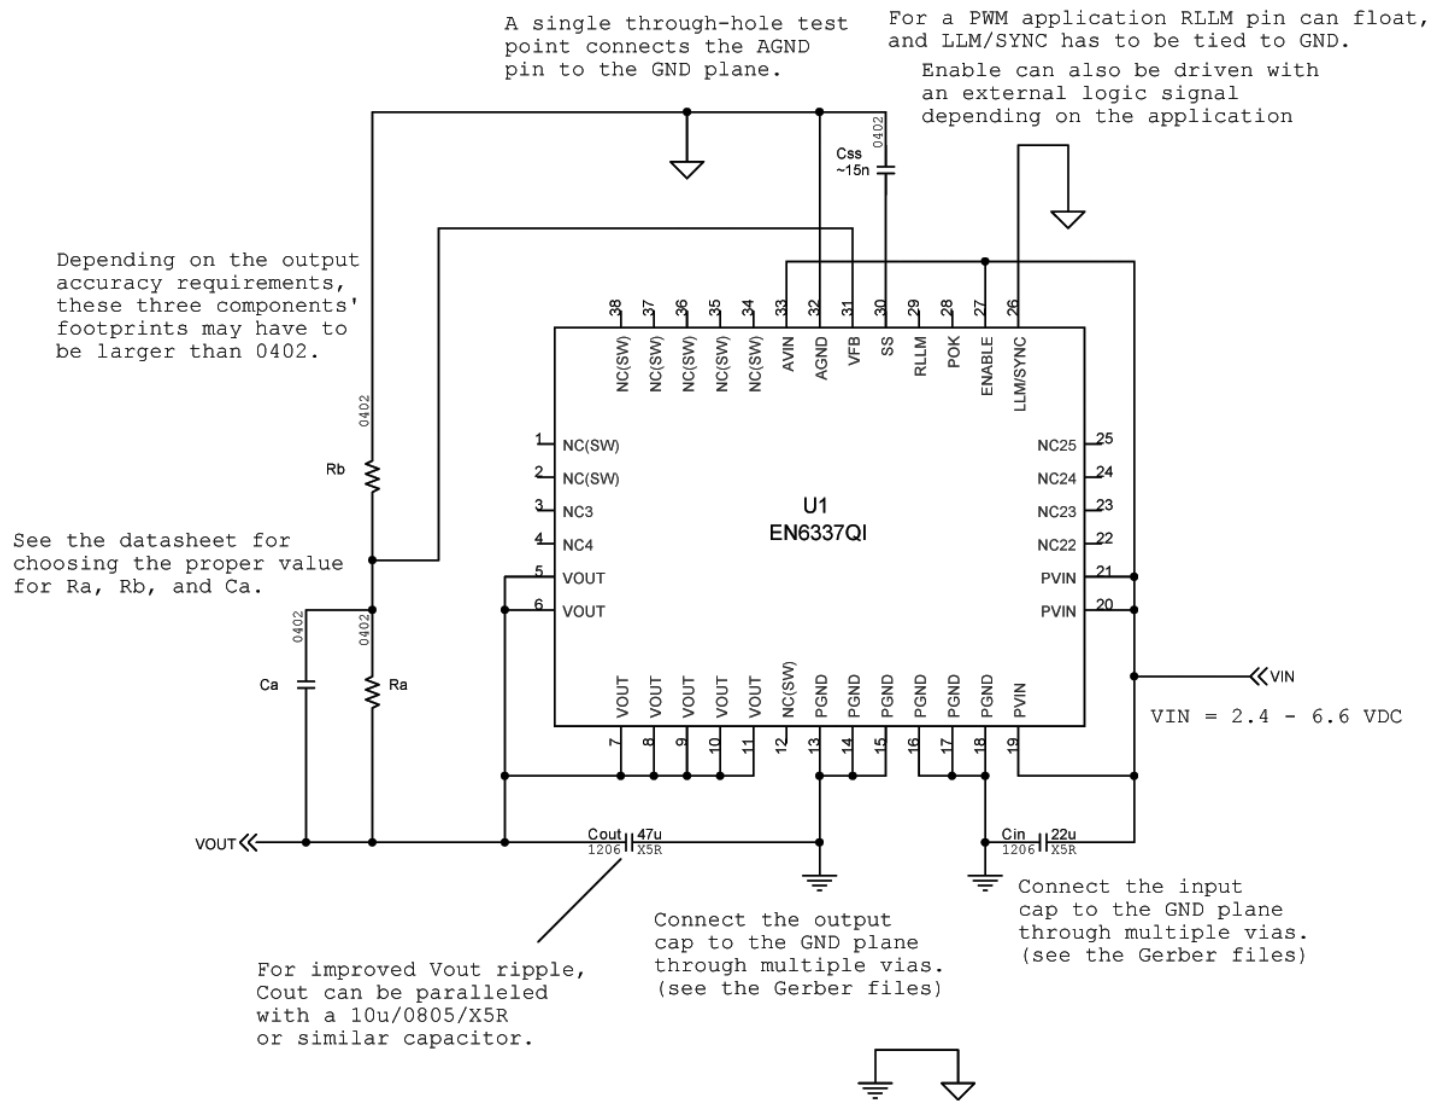 A single through-hole test
point connects the AGND
pin to the GND plane.
For a PWM application RLLM pin can float,
and LLM/SYNC has to be tied to GND.
Enable can also be driven with
an external logic signal
depending on the application
0402
Css
~15n
Depending on the output
accuracy requirements,
these three components'
footprints may have to
be larger than 0402.
38
37
36
35
34
33
32
31
30
29
28
27
26
NC(SW)
NC(SW)
NC(SW)
NC(SW)
NC(SW)
AVIN
AGND
VFB
SS
RLLM
POK
ENABLE
LLM/SYNC
0402
Rb
1 NC(SW)
2 NC(SW)
3 NC3
4 NC4
5 VOUT
6 VOUT
U1
EN6337QI
NC25 25
NC24 24
NC23 23
NC22 22
PVIN 21
PVIN 20
See the datasheet for
choosing the proper value
for Ra, Rb, and Ca.
0402
0402
Ca
Ra
VOUT
VOUT
VOUT
VOUT
VOUT
NC(SW)
PGND
PGND
PGND
PGND
PGND
PGND
PVIN
7
8
9
10
11
12
13
14
15
16
17
18
19
VIN
VIN = 2.4 - 6.6 VDC
VOUT
Cout 47u
1206 X5R
Cin 22u
1206 X5R
Connect the input
cap to the GND plane
through multiple vias.
(see the Gerber files)
Connect the output
cap to the GND plane
through multiple vias.
(see the Gerber files)
For improved Vout ripple,
Cout can be paralleled
with a 10u/0805/X5R
or similar capacitor.